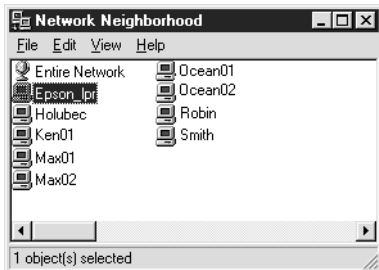 Network Neighborhood
File Edit View Help
Entire Network
Epson_lpr
Holubec
Ken01
Max01
Max02
Ocean01
Ocean02
Robin
Smith
1 object(s) selected